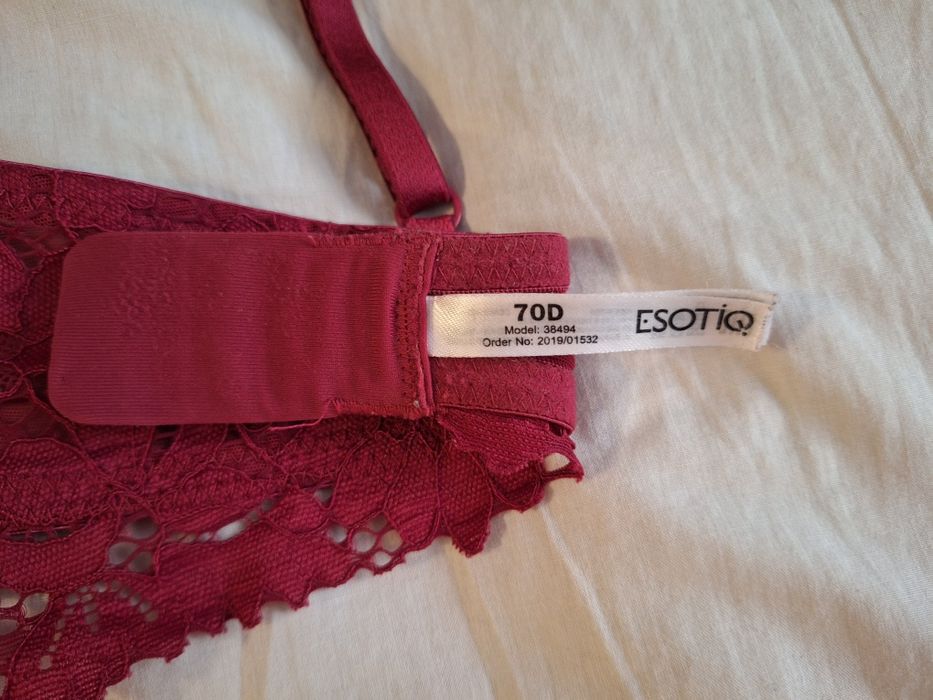 70D
Model: 38494
Order No: 2019/01532
ESOTIQ